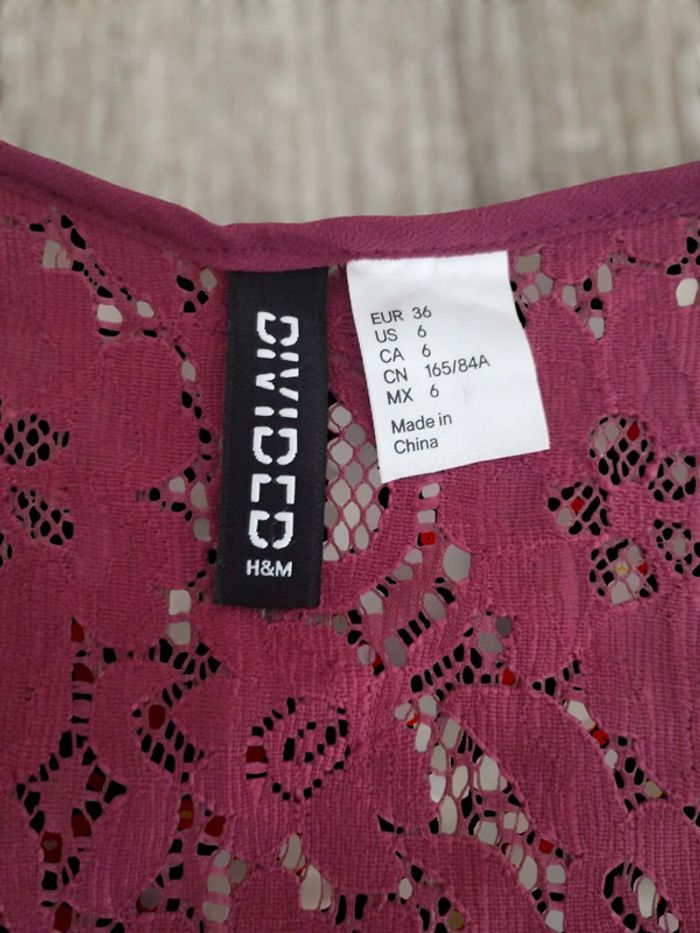 DIVIDED
H&M
EUR 36
US 6
CA 6
CN 165/84A
MX 6
Made in
China